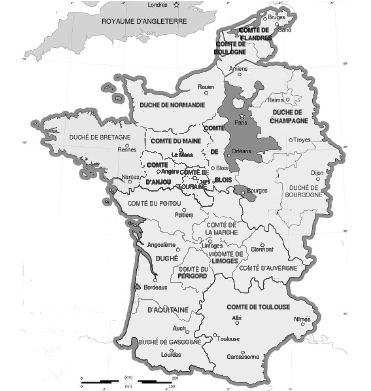 Londres
ROYAUME D'ANGLETERRE
Bruges
Gand
COMTÉ DE
FLANDRES
COMTÉ DE
BOULOGNE
Amiens
Rouen
Reims
DUCHE DE NORMANDIE
DUCHÉ DE
CHAMPAGNE
Paris
COMTÉ
DUCHÉ DE BRETAGNE
Rennes
COMTÉ DU MAINE
Le Mans
DE
Orléans
Troyes
COMTÉ
D'ANJOU
Angers
COMTÉ DE
TOURAINE
Blois
BLOIS
Dijon
Nantes
Bourges
DUCHÉ DE
BOURGOGNE
COMTÉ DU POITOU
Poitiers
COMTÉ DE
LA MARCHE
Angoulême
Limoges
Clermont
VICOMTÉ DE
LIMOGES
DUCHÉ
COMTÉ DU
PÉRIGORD
COMTÉ D'AUVERGNE
Bordeaux
D'AQUITAINE
COMTE DE TOULOUSE
Albi
Nîmes
Auch
Toulouse
DUCHÉ DE GASCOGNE
Lourdes
Carcassonne